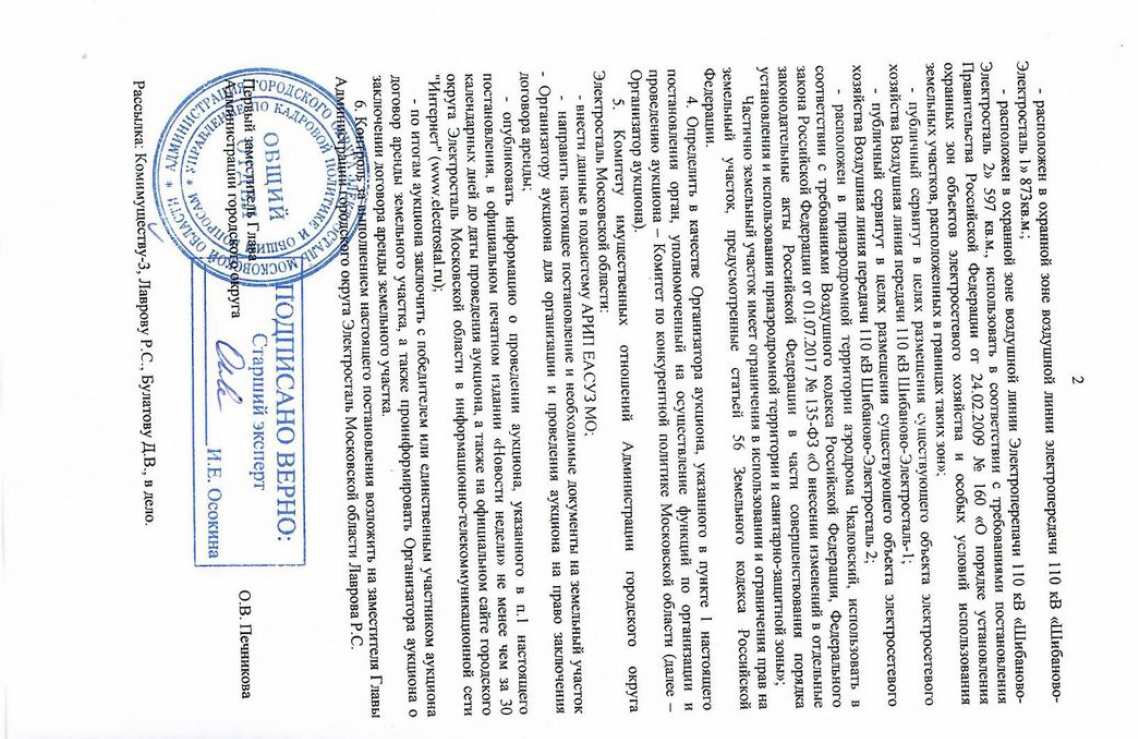 2
- расположен в охранной зоне воздушной линии электропередачи 110 кВ «Шибаново-
Электросталь 1» 873кв.м.;
- расположен в охранной зоне воздушной линии Электроперепачи 110 кВ «Шибаново-
Электросталь 2» 597 кв.м., использовать в соответствии с требованиями постановления
Правительства Российской Федерации от 24.02.2009 № 160 «О порядке установления
охранных зон объектов электросетевого хозяйства и особых условий использования
земельных участков, расположенных в границах таких зон»;
- публичный сервитут в целях размещения существующего объекта электросетевого
хозяйства Воздушная линия передачи 110 кВ Шибаново-Электросталь-1;
- публичный сервитут в целях размещения существующего объекта электросетевого
хозяйства Воздушная линия передачи 110 кВ Шибаново-Электросталь 2;
- расположен в приаэродромной территории аэродрома Чкаловский, использовать в
соответствии с требованиями Воздушного кодекса Российской Федерации, Федерального
закона Российской Федерации от 01.07.2017 № 135-ФЗ «О внесении изменений в отдельные
законодательные акты Российской Федерации в части совершенствования порядка
установления и использования приаэродромной территории и санитарно-защитной зоны»;
Частично земельный участок имеет ограничения в использовании и ограничения прав на
земельный участок, предусмотренные статьей 56 Земельного кодекса Российской
Федерации.
4. Определить в качестве Организатора аукциона, указанного в пункте 1 настоящего
постановления орган, уполномоченный на осуществление функций по организации и
проведению аукциона – Комитет по конкурентной политике Московской области (далее –
Организатор аукциона).
5. Комитету имущественных отношений Администрации городского округа
Электросталь Московской области:
- внести данные в подсистему АРИП ЕАСУЗ МО;
- направить настоящее постановление и необходимые документы на земельный участок
- Организатору аукциона для организации и проведения аукциона на право заключения
договора аренды;
- опубликовать информацию о проведении аукциона, указанного в п.1 настоящего
постановления, в официальном печатном издании «Новости недели» не менее чем за 30
календарных дней до даты проведения аукциона, а также на официальном сайте городского
округа Электросталь Московской области в информационно-телекоммуникационной сети
"Интернет" (www.electrostal.ru);
- по итогам аукциона заключить с победителем или единственным участником аукциона
договор аренды земельного участка, а также проинформировать Организатора аукциона о
заключении договора аренды земельного участка.
6. Контроль за выполнением настоящего постановления возложить на заместителя Главы
Администрации городского округа Электросталь Московской области Лаврова Р.С.
Первый заместитель Главы
Администрации городского округа
О.В. Печникова
ОБЩИЙ
ОТДЕЛ
УПРАВЛЕНИЕ ПО КАДРОВОЙ ПОЛИТИКЕ И ОБЩИМ ВОПРОСАМ
ПОДПИСАНО ВЕРНО:
Старший эксперт
И.Е. Осокина
Рассылка: Комимуществу-3, Лаврову Р.С., Булатову Д.В., в дело.